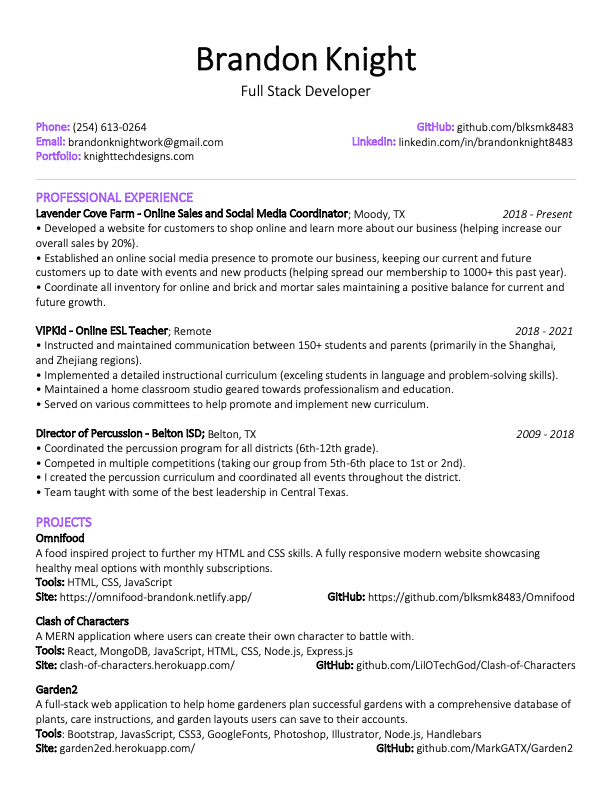 Brandon Knight
Full Stack Developer
Phone: (254) 613-0264
GitHub: github.com/blksmk8483
Email: brandonknightwork@gmail.com
LinkedIn: linkedin.com/in/brandonknight8483
Portfolio: knighttechdesigns.com
PROFESSIONAL EXPERIENCE
Lavender Cove Farm - Online Sales and Social Media Coordinator; Moody, TX 2018 - Present
• Developed a website for customers to shop online and learn more about our business (helping increase our
overall sales by 20%).
• Established an online social media presence to promote our business, keeping our current and future
customers up to date with events and new products (helping spread our membership to 1000+ this past year).
• Coordinate all inventory for online and brick and mortar sales maintaining a positive balance for current and
future growth.
VIPKid - Online ESL Teacher; Remote 2018 - 2021
• Instructed and maintained communication between 150+ students and parents (primarily in the Shanghai,
and Zhejiang regions).
• Implemented a detailed instructional curriculum (exceling students in language and problem-solving skills).
• Maintained a home classroom studio geared towards professionalism and education.
• Served on various committees to help promote and implement new curriculum.
Director of Percussion - Belton ISD; Belton, TX 2009 - 2018
• Coordinated the percussion program for all districts (6th-12th grade).
• Competed in multiple competitions (taking our group from 5th-6th place to 1st or 2nd).
• I created the percussion curriculum and coordinated all events throughout the district.
• Team taught with some of the best leadership in Central Texas.
PROJECTS
Omnifood
A food inspired project to further my HTML and CSS skills. A fully responsive modern website showcasing
healthy meal options with monthly subscriptions.
Tools: HTML, CSS, JavaScript
Site: https://omnifood-brandonk.netlify.app/ GitHub: https://github.com/blksmk8483/Omnifood
Clash of Characters
A MERN application where users can create their own character to battle with.
Tools: React, MongoDB, JavaScript, HTML, CSS, Node.js, Express.js
Site: clash-of-characters.herokuapp.com/ GitHub: github.com/LilOTechGod/Clash-of-Characters
Garden2
A full-stack web application to help home gardeners plan successful gardens with a comprehensive database of
plants, care instructions, and garden layouts users can save to their accounts.
Tools: Bootstrap, JavasScript, CSS3, GoogleFonts, Photoshop, Illustrator, Node.js, Handlebars
Site: garden2ed.herokuapp.com/ GitHub: github.com/MarkGATX/Garden2